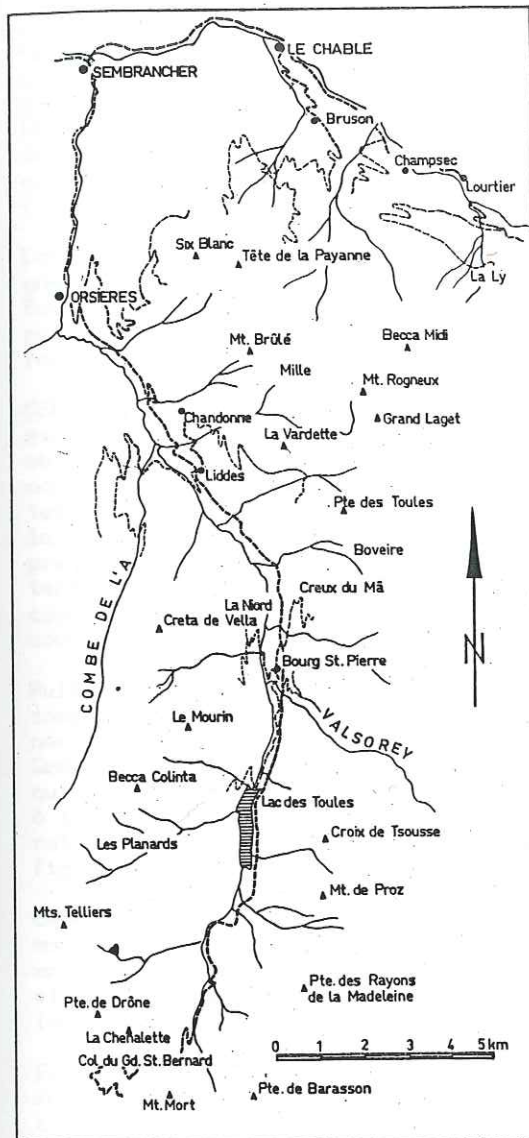 LE CHABLE
SEMBRANCHER
Bruson
Champsec
Lourtier
Six Blanc
Tête de la Payanne
La Ly
ORSIERES
Mt. Brûlé
Becca Midi
Mille
Mt. Rogneux
Chandonne
Grand Laget
La Vardette
Liddes
Pte des Toules
Boveire
COMBE DE L'A
Creux du Mâ
La Niord
Creta de Vella
N
Bourg St. Pierre
Le Mourin
VALSOREY
Becca Colinta
Lac des Toules
Les Planards
Croix de Tsousse
Mt. de Proz
Mts. Telliers
Pte. des Rayons
de la Madeleine
Pte. de Drône
La Chenalette
Col du Gd. St. Bernard
0 1 2 3 4 5 km
Mt. Mort
Pte. de Barasson